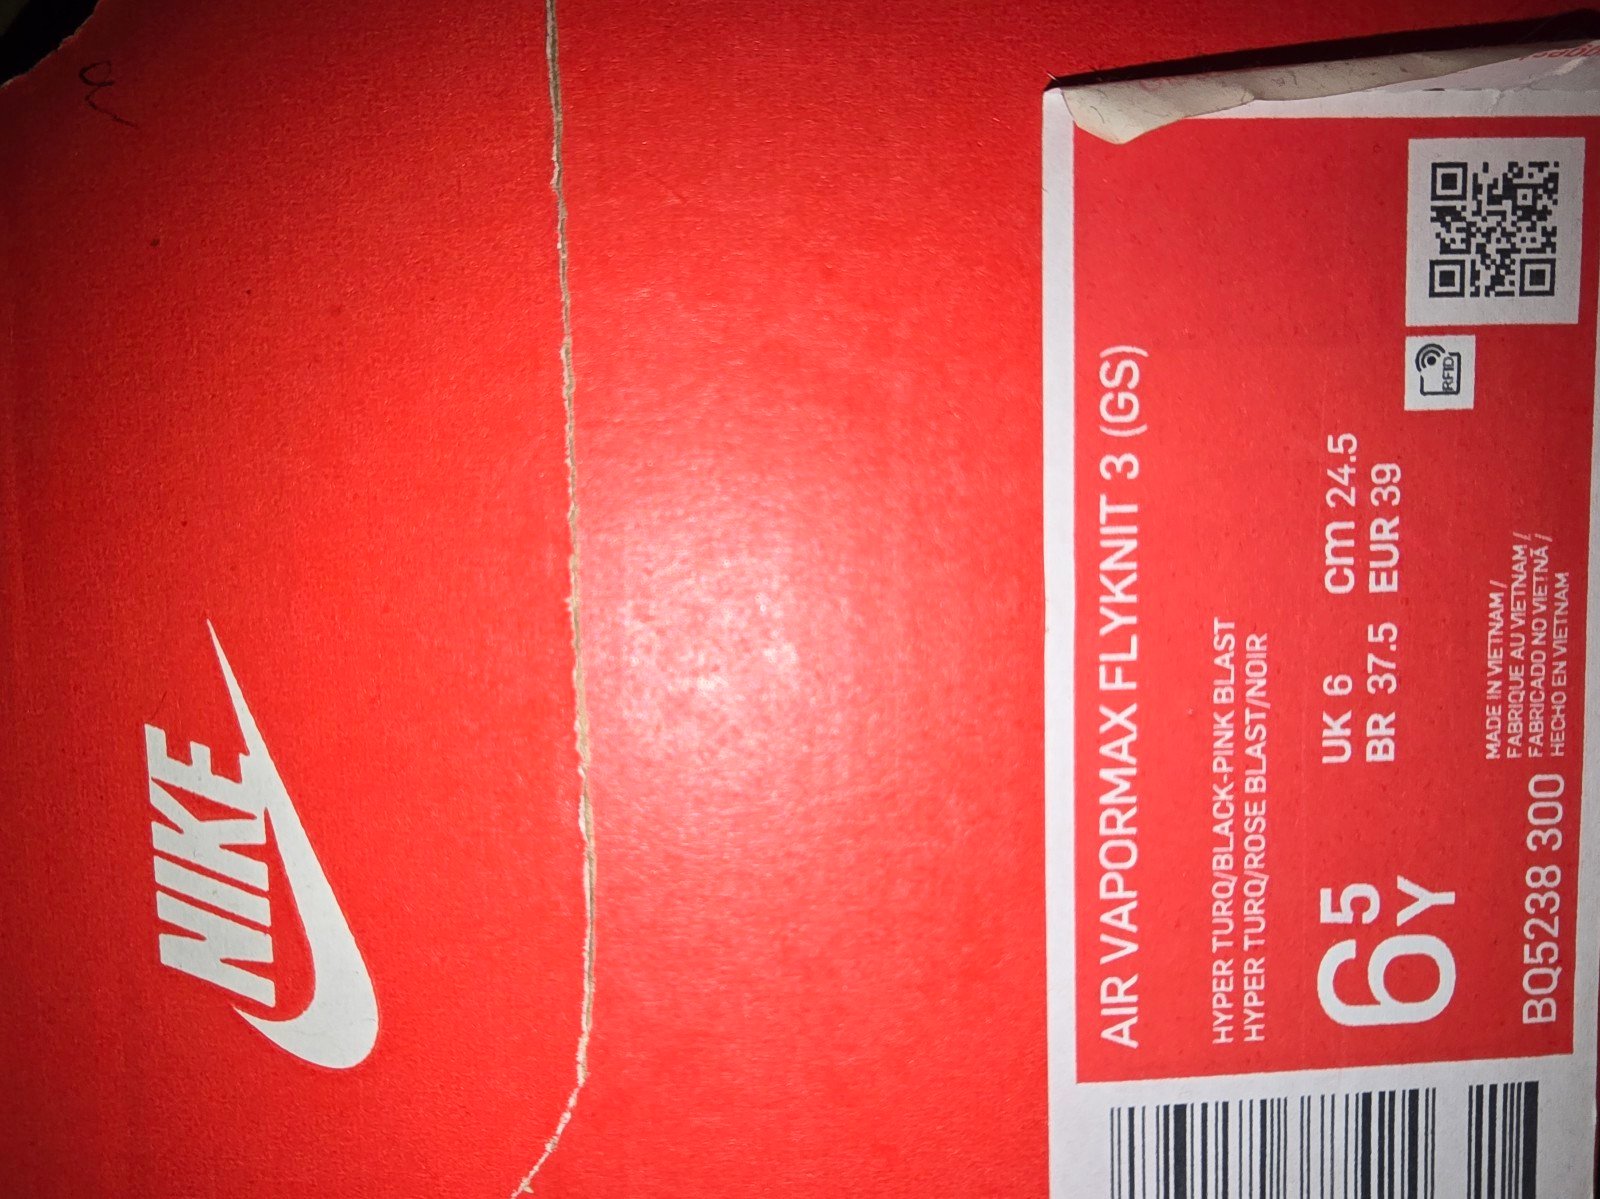 NIKE
AIR VAPORMAX FLYKNIT 3 (GS)
HYPER TURQ/BLACK-PINK BLAST
HYPER TURQ/ROSE BLAST/NOIR
6.5Y
UK 6 cm 24.5
BR 37.5 EUR 39
RFID
BQ5238 300
MADE IN VIETNAM /
FABRIQUE AU VIETNAM /
FABRICADO NO VIETNÃ /
HECHO EN VIETNAM